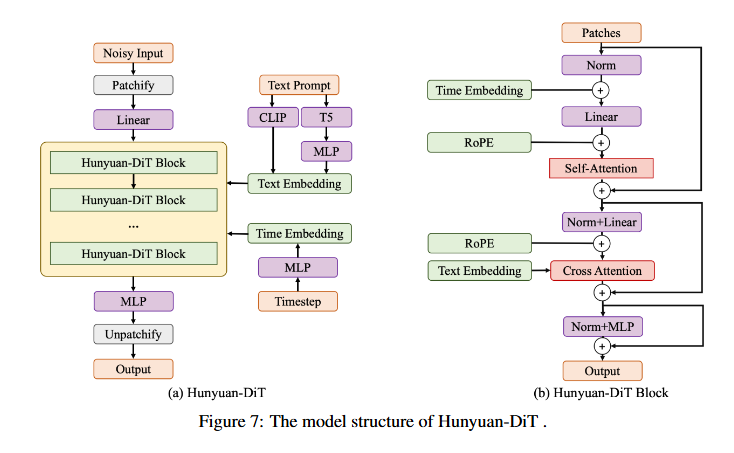 Noisy Input
Patchify
Linear
Hunyuan-DiT Block
Hunyuan-DiT Block
...
Hunyuan-DiT Block
MLP
Unpatchify
Output
Text Prompt
CLIP
T5
MLP
Text Embedding
Time Embedding
MLP
Timestep
(a) Hunyuan-DiT
Patches
Norm
Time Embedding
+
Linear
RoPE
+
Self-Attention
+
Norm+Linear
RoPE
+
Text Embedding
Cross Attention
+
Norm+MLP
+
Output
(b) Hunyuan-DiT Block
Figure 7: The model structure of Hunyuan-DiT .